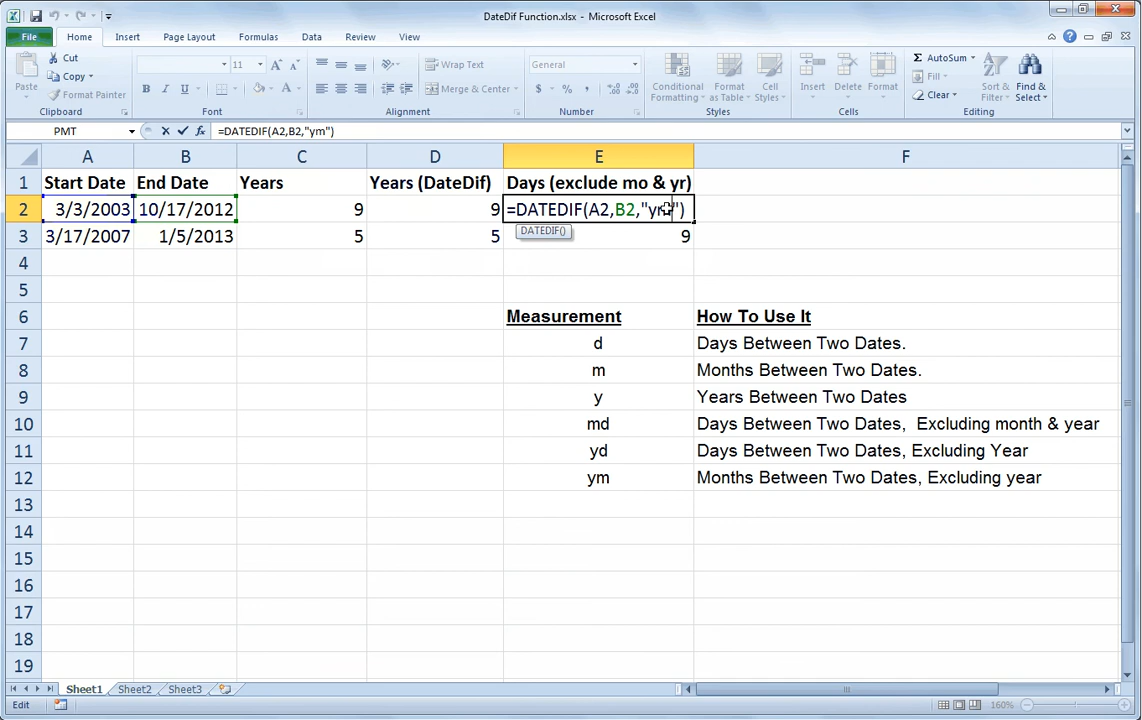 DateDif Function.xlsx - Microsoft Excel
File Home Insert Page Layout Formulas Data Review View
Paste
Cut
Copy
Format Painter
Clipboard
11
Font
Wrap Text
Merge & Center
Alignment
General
$ % ,
Number
Conditional Formatting
Format as Table
Cell Styles
Styles
Insert Delete Format
Cells
AutoSum
Fill
Clear
Sort & Filter
Find & Select
Editing
PMT =DATEDIF(A2,B2,"ym")
A B C D E F
1 Start Date End Date Years Years (DateDif) Days (exclude mo & yr)
2 3/3/2003 10/17/2012 9 9 =DATEDIF(A2,B2,"ym")
DATEDIF()
3 3/17/2007 1/5/2013 5 5 9
4
5
6 Measurement How To Use It
7 d Days Between Two Dates.
8 m Months Between Two Dates.
9 y Years Between Two Dates
10 md Days Between Two Dates, Excluding month & year
11 yd Days Between Two Dates, Excluding Year
12 ym Months Between Two Dates, Excluding year
13
14
15
16
17
18
19
Sheet1 Sheet2 Sheet3
Edit 160%